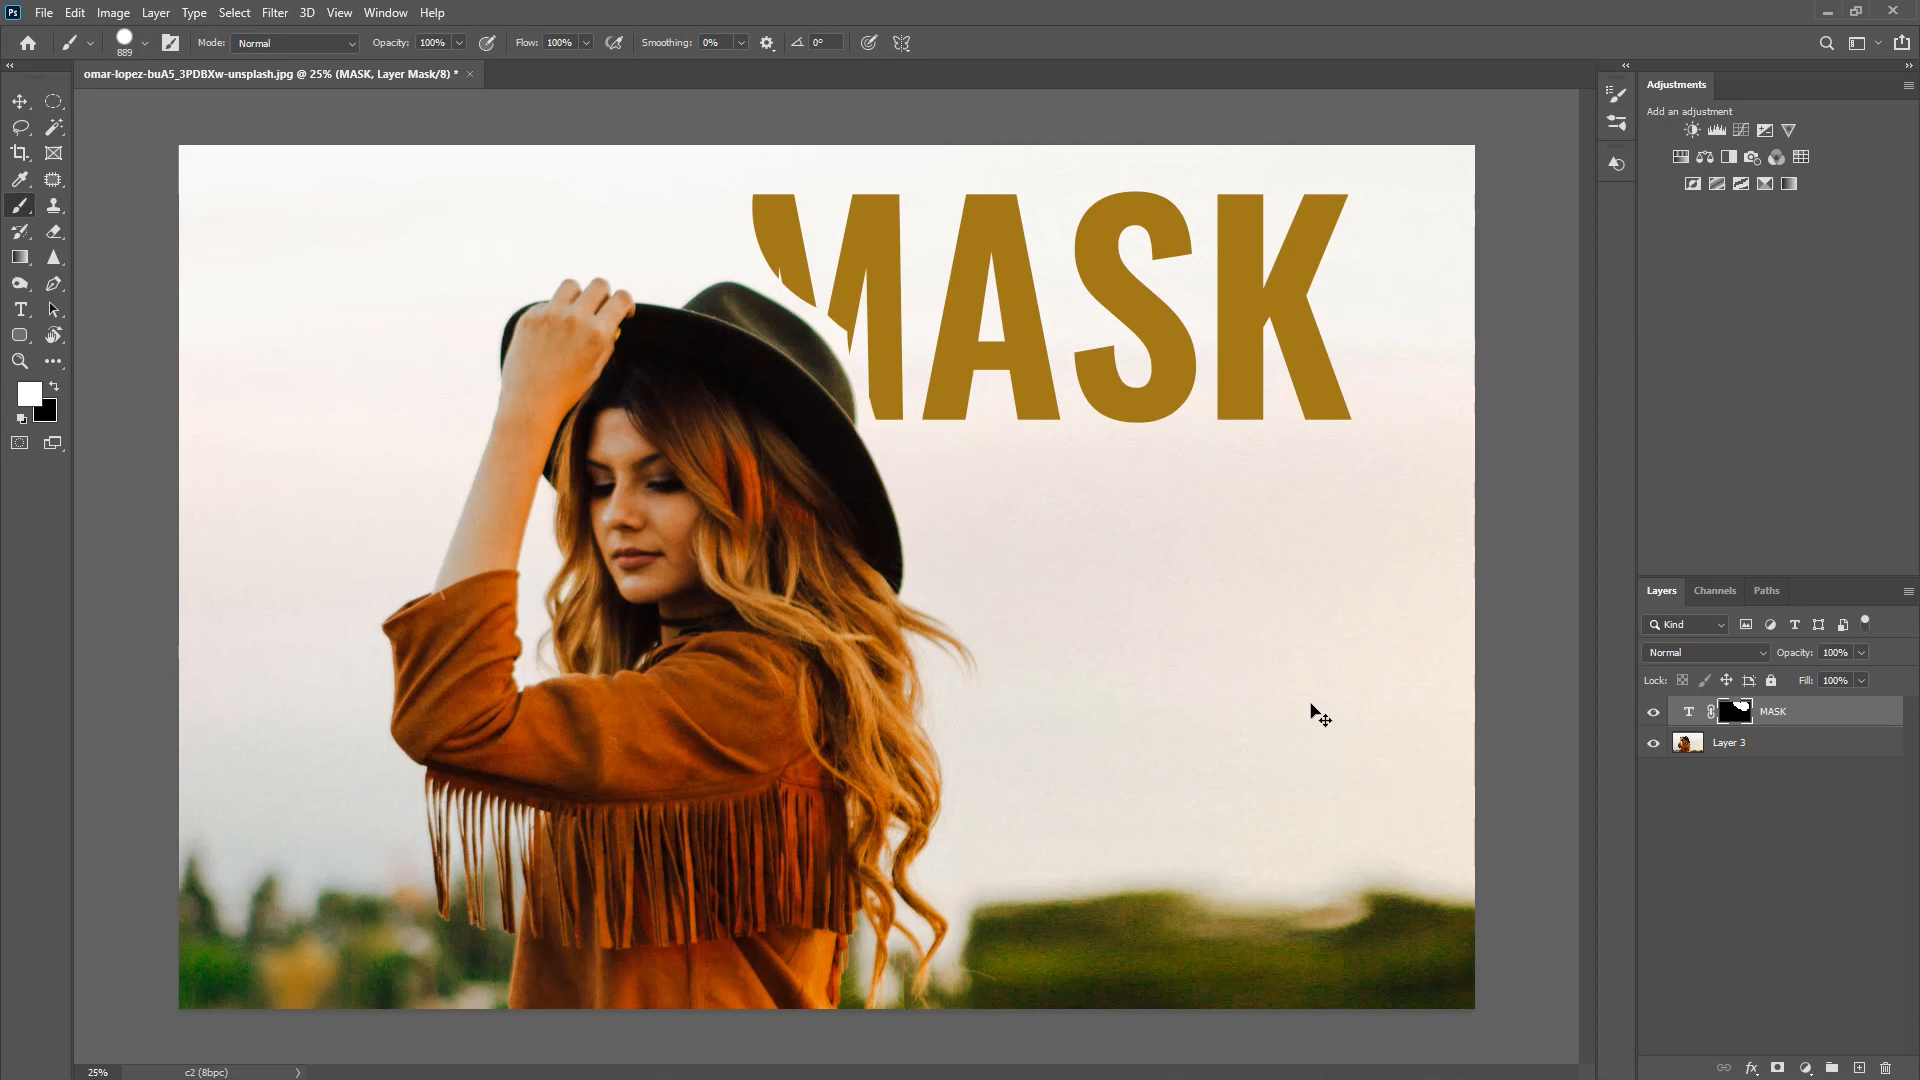 Ps File Edit Image Layer Type Select Filter 3D View Window Help
889 Mode: Normal Opacity: 100% Flow: 100% Smoothing: 0% 0°
omar-lopez-buA5_3PDBXw-unsplash.jpg @ 25% (MASK, Layer Mask/8) * ×
MASK
Adjustments
Add an adjustment
Layers Channels Paths
Kind
Normal Opacity: 100%
Lock: Fill: 100%
T MASK
Layer 3
fx
25% c2 (8bpc)